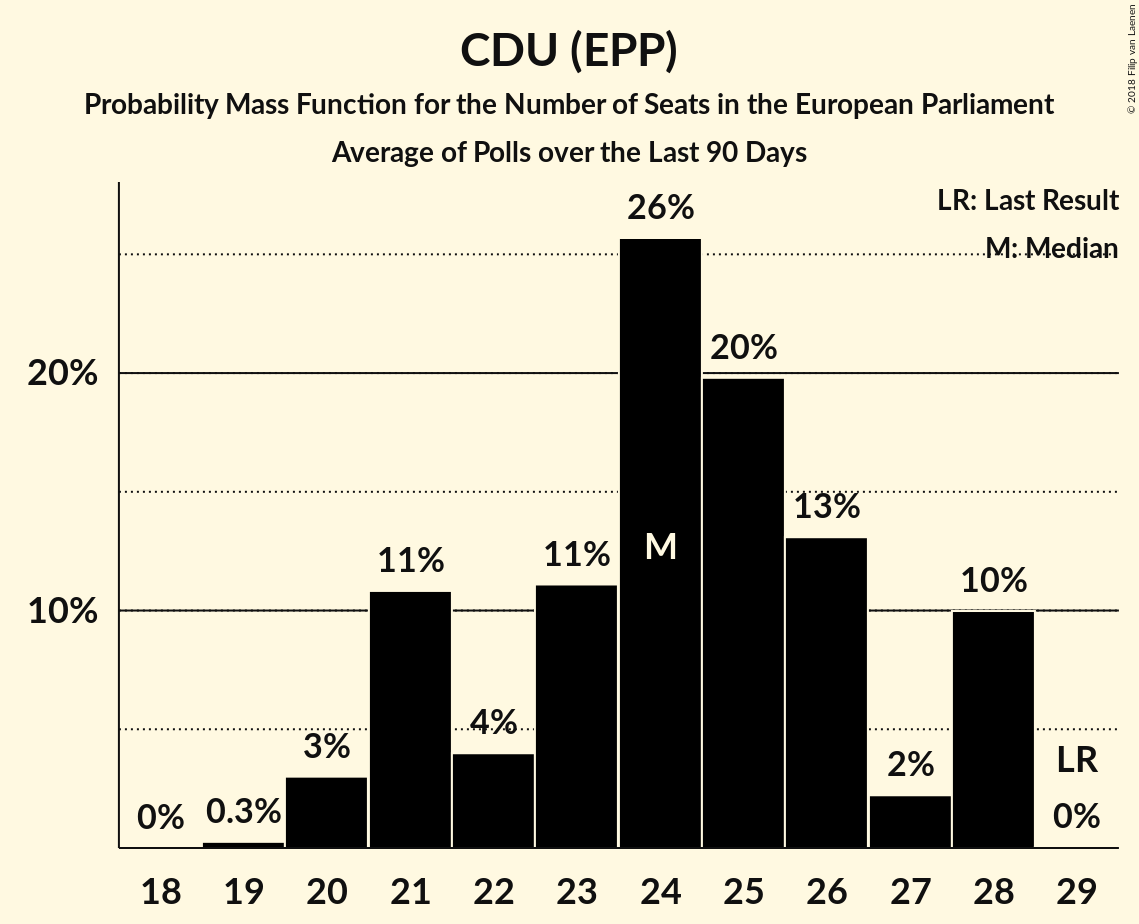 CDU (EPP)
Probability Mass Function for the Number of Seats in the European Parliament
Average of Polls over the Last 90 Days
© 2018 Filip van Laenen
LR: Last Result
M: Median
26%
20%
20%
13%
M
11%
11%
10%
10%
4%
3%
2%
LR
0%
0.3%
0%
18 19 20 21 22 23 24 25 26 27 28 29